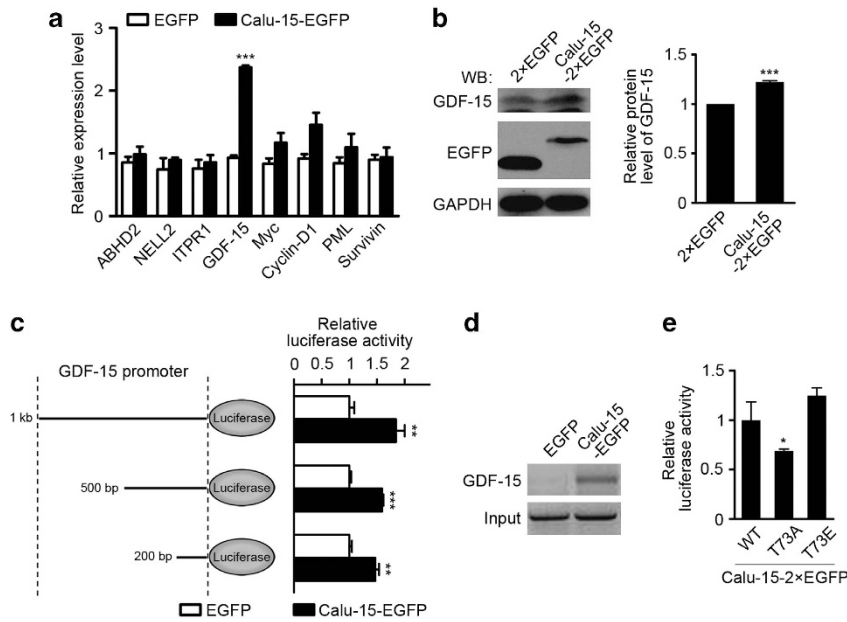 a
EGFP
Calu-15-EGFP
Relative expression level
3
2
1
0
***
ABHD2
NELL2
ITPR1
GDF-15
Myc
Cyclin-D1
PML
Survivin
b
WB:
2×EGFP
Calu-15
-2×EGFP
GDF-15
EGFP
GAPDH
Relative protein
level of GDF-15
1.5
1
0.5
0
***
2×EGFP
Calu-15
-2×EGFP
c
Relative
luciferase activity
0 0.5 1 1.5 2
GDF-15 promoter
1 kb
Luciferase
**
500 bp
Luciferase
***
200 bp
Luciferase
**
EGFP
Calu-15-EGFP
d
EGFP
Calu-15
-EGFP
GDF-15
Input
e
Relative
luciferase activity
1.5
1
0.5
0
*
WT
T73A
T73E
Calu-15-2×EGFP